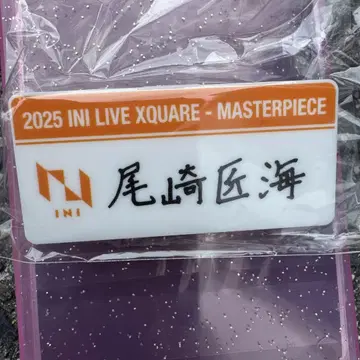 2025 INI LIVE XQUARE - MASTERPIECE
INI
尾崎匠海